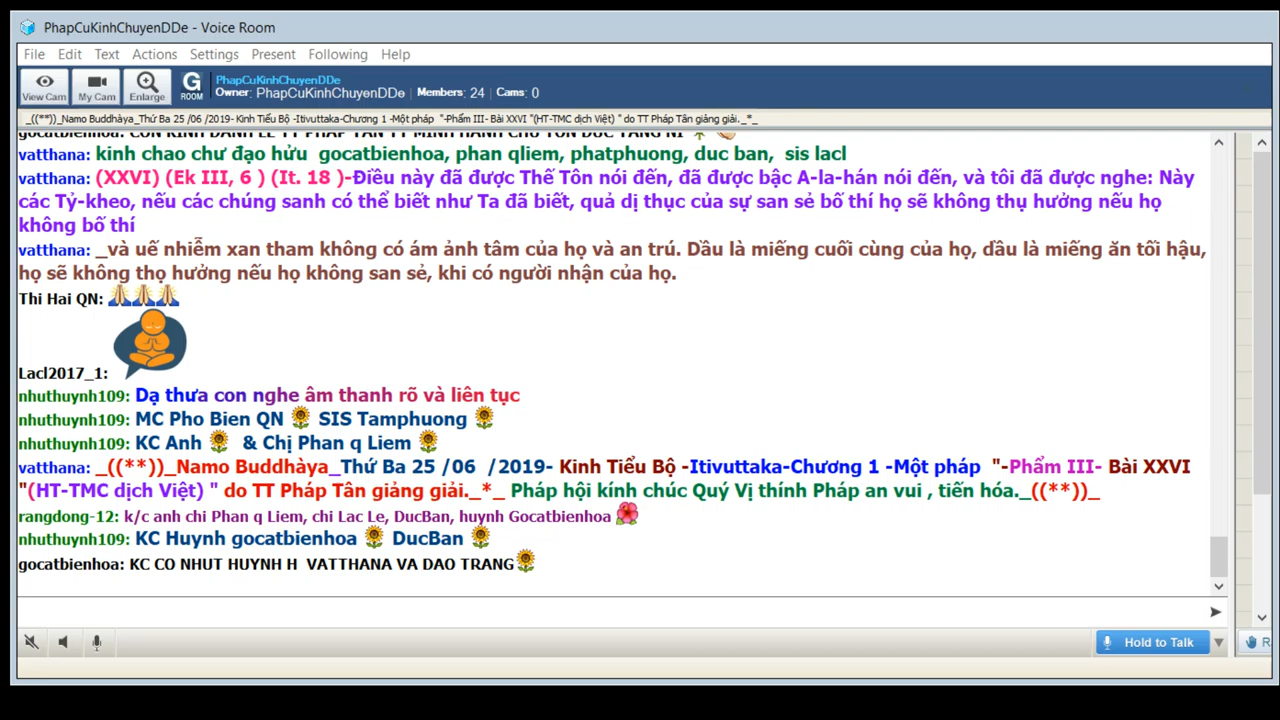 PhapCuKinhChuyenDDe - Voice Room
File Edit Text Actions Settings Present Following Help
View Cam My Cam Enlarge G ROOM
PhapCuKinhChuyenDDe
Owner: PhapCuKinhChuyenDDe Members: 24 Cams: 0
_((**))_Namo Buddhàya_Thứ Ba 25 /06 /2019- Kinh Tiểu Bộ -Itivuttaka-Chương 1 -Một pháp "-Phẩm III- Bài XXVI "(HT-TMC dịch Việt) " do TT Pháp Tân giảng giải._*_
vatthana: kinh chao chư đạo hửu gocatbienhoa, phan qliem, phatphuong, duc ban, sis lacl
vatthana: (XXVI) (Ek III, 6 ) (It. 18 )-Điều này đã được Thế Tôn nói đến, đã được bậc A-la-hán nói đến, và tôi đã được nghe: Này
các Tỷ-kheo, nếu các chúng sanh có thể biết như Ta đã biết, quả dị thục của sự san sẻ bố thí họ sẽ không thụ hưởng nếu họ
không bố thí
vatthana: _và uế nhiễm xan tham không có ám ảnh tâm của họ và an trú. Dầu là miếng cuối cùng của họ, dầu là miếng ăn tối hậu,
họ sẽ không thọ hưởng nếu họ không san sẻ, khi có người nhận của họ.
Thi Hai QN:
Lacl2017_1:
nhuthuynh109: Dạ thưa con nghe âm thanh rõ và liên tục
nhuthuynh109: MC Pho Bien QN SIS Tamphuong
nhuthuynh109: KC Anh & Chị Phan q Liem
vatthana: _((**))_Namo Buddhàya_Thứ Ba 25 /06 /2019- Kinh Tiểu Bộ -Itivuttaka-Chương 1 -Một pháp "-Phẩm III- Bài XXVI
"(HT-TMC dịch Việt) " do TT Pháp Tân giảng giải._*_ Pháp hội kính chúc Quý Vị thính Pháp an vui , tiến hóa._((**))_
rangdong-12: k/c anh chi Phan q Liem, chi Lac Le, DucBan, huynh Gocatbienhoa
nhuthuynh109: KC Huynh gocatbienhoa DucBan
gocatbienhoa: KC CO NHUT HUYNH H VATTHANA VA DAO TRANG
Hold to Talk